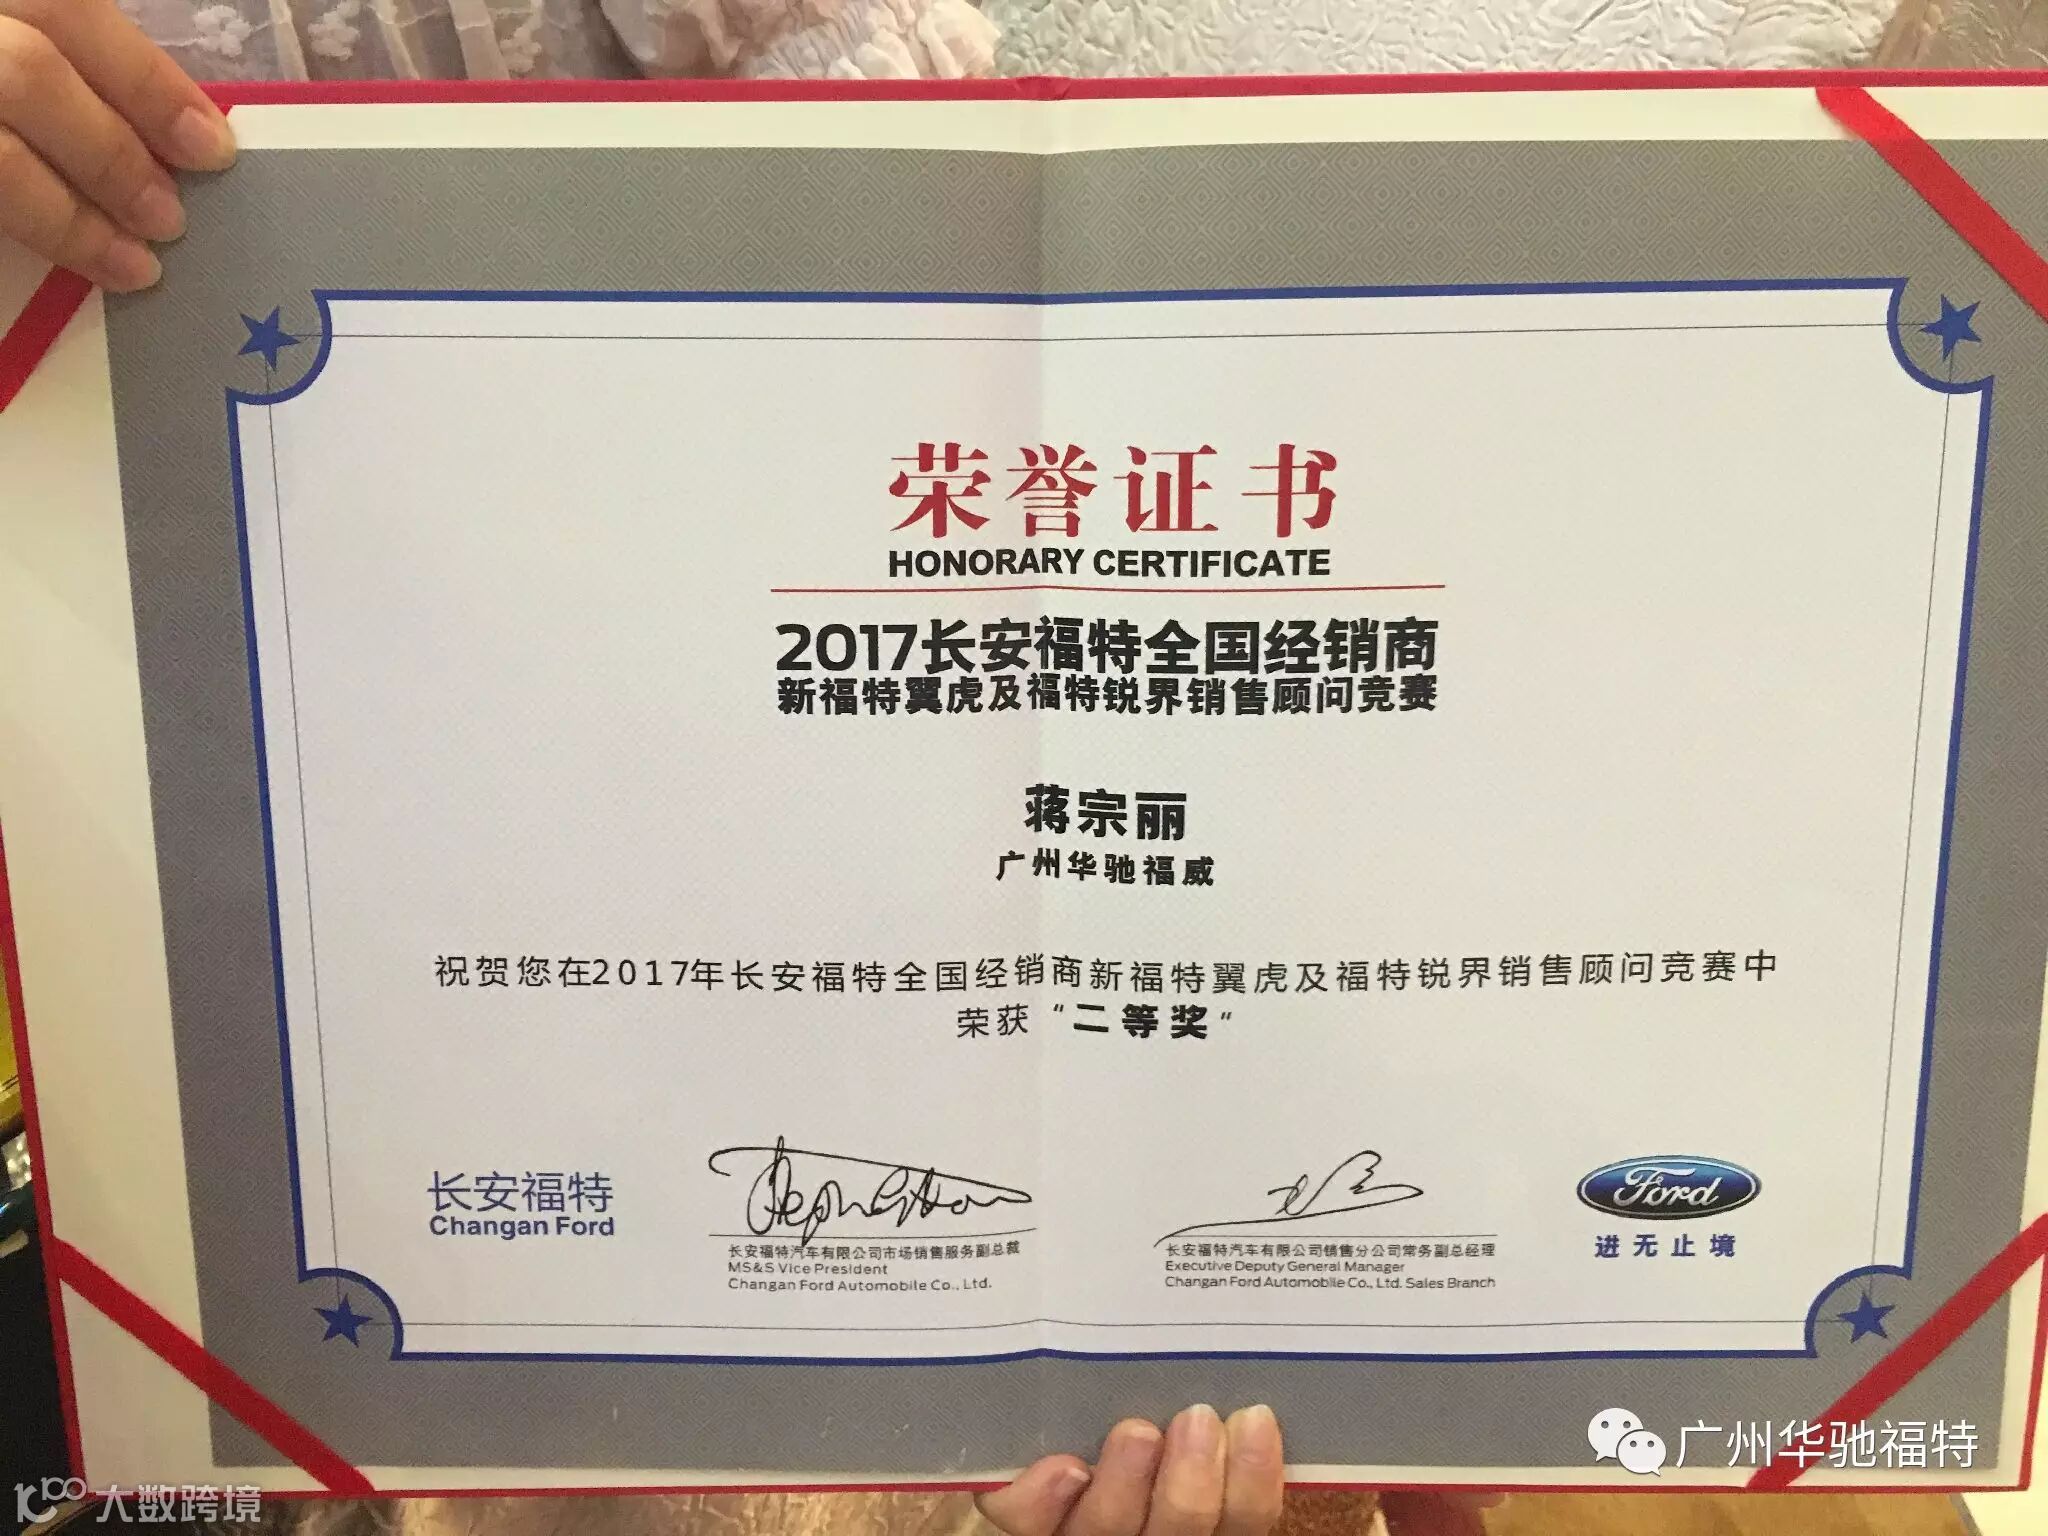 荣誉证书
HONORARY CERTIFICATE
2017长安福特全国经销商
新福特翼虎及福特锐界销售顾问竞赛
蒋宗丽
广州华驰福威
祝贺您在2017年长安福特全国经销商新福特翼虎及福特锐界销售顾问竞赛中
荣获“二等奖“
长安福特
Changan Ford
长安福特汽车有限公司市场销售服务副总裁
MS&S Vice President
Changan Ford Automobile Co., Ltd.
长安福特汽车有限公司销售分公司常务副总经理
Executive Deputy General Manager
Changan Ford Automobile Co., Ltd. Sales Branch
Ford
进无止境
广州华驰福特
大数跨境